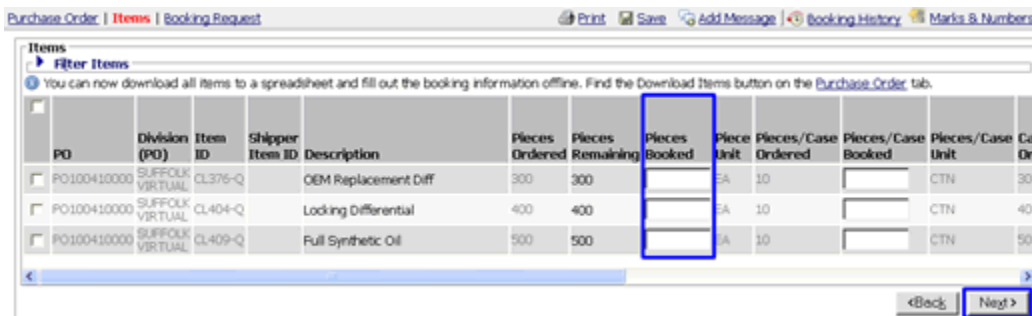 Purchase Order | Items | Booking Request Print Save Add Message | Booking History Marks & Numbers
Items
Filter Items
You can now download all items to a spreadsheet and fill out the booking information offline. Find the Download Items button on the Purchase Order tab.
PO Division (PO) Item ID Shipper Item ID Description Pieces Ordered Pieces Remaining Pieces Booked Piece Unit Pieces/Case Ordered Pieces/Case Booked Pieces/Case Unit Ca Or
PO100410000 SUFFOLK VIRTUAL CL376-Q OEM Replacement Diff 300 300 EA 10 CTN 30
PO100410000 SUFFOLK VIRTUAL CL404-Q Locking Differential 400 400 EA 10 CTN 40
PO100410000 SUFFOLK VIRTUAL CL409-Q Full Synthetic Oil 500 500 EA 10 CTN 50
<Back Next >